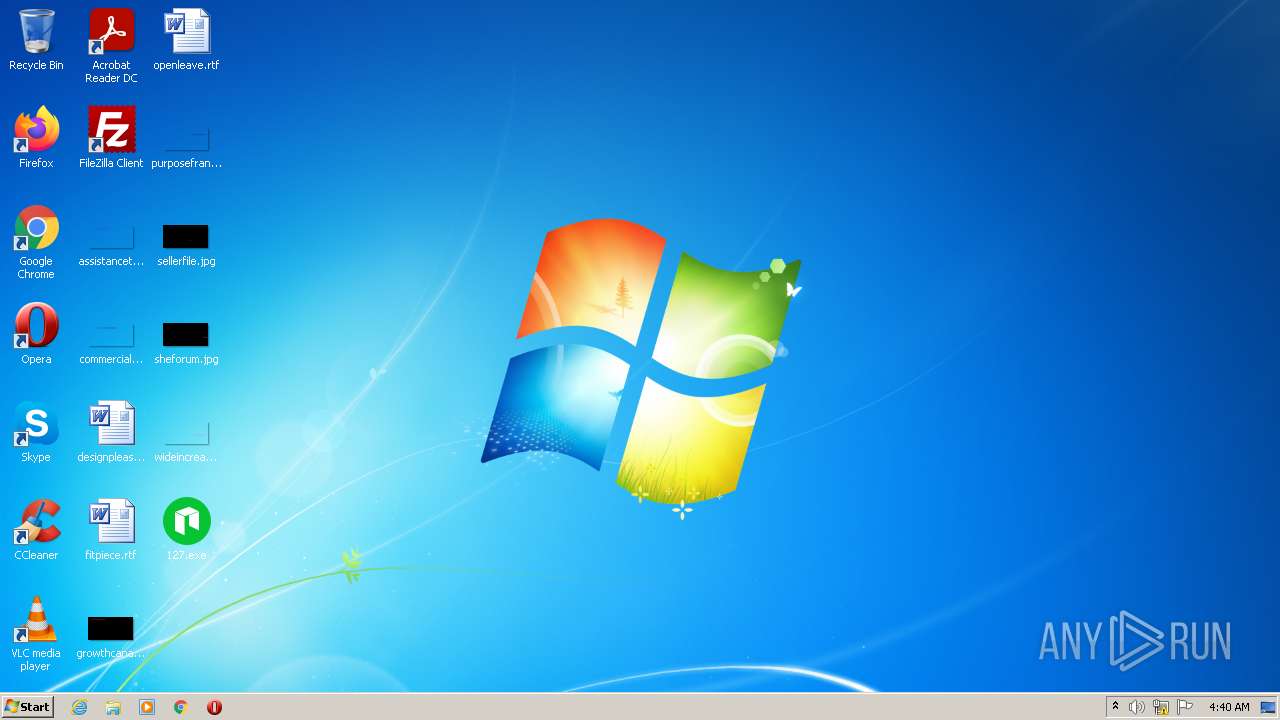 Recycle Bin
Acrobat
Reader DC
openleave.rtf
Firefox
FileZilla Client
purposefran...
Google
Chrome
assistancet...
sellerfile.jpg
Opera
commercial...
sheforum.jpg
Skype
designpleas...
wideincrea...
CCleaner
fitpiece.rtf
127.exe
VLC media
player
growthcana...
ANY RUN
Start
4:40 AM